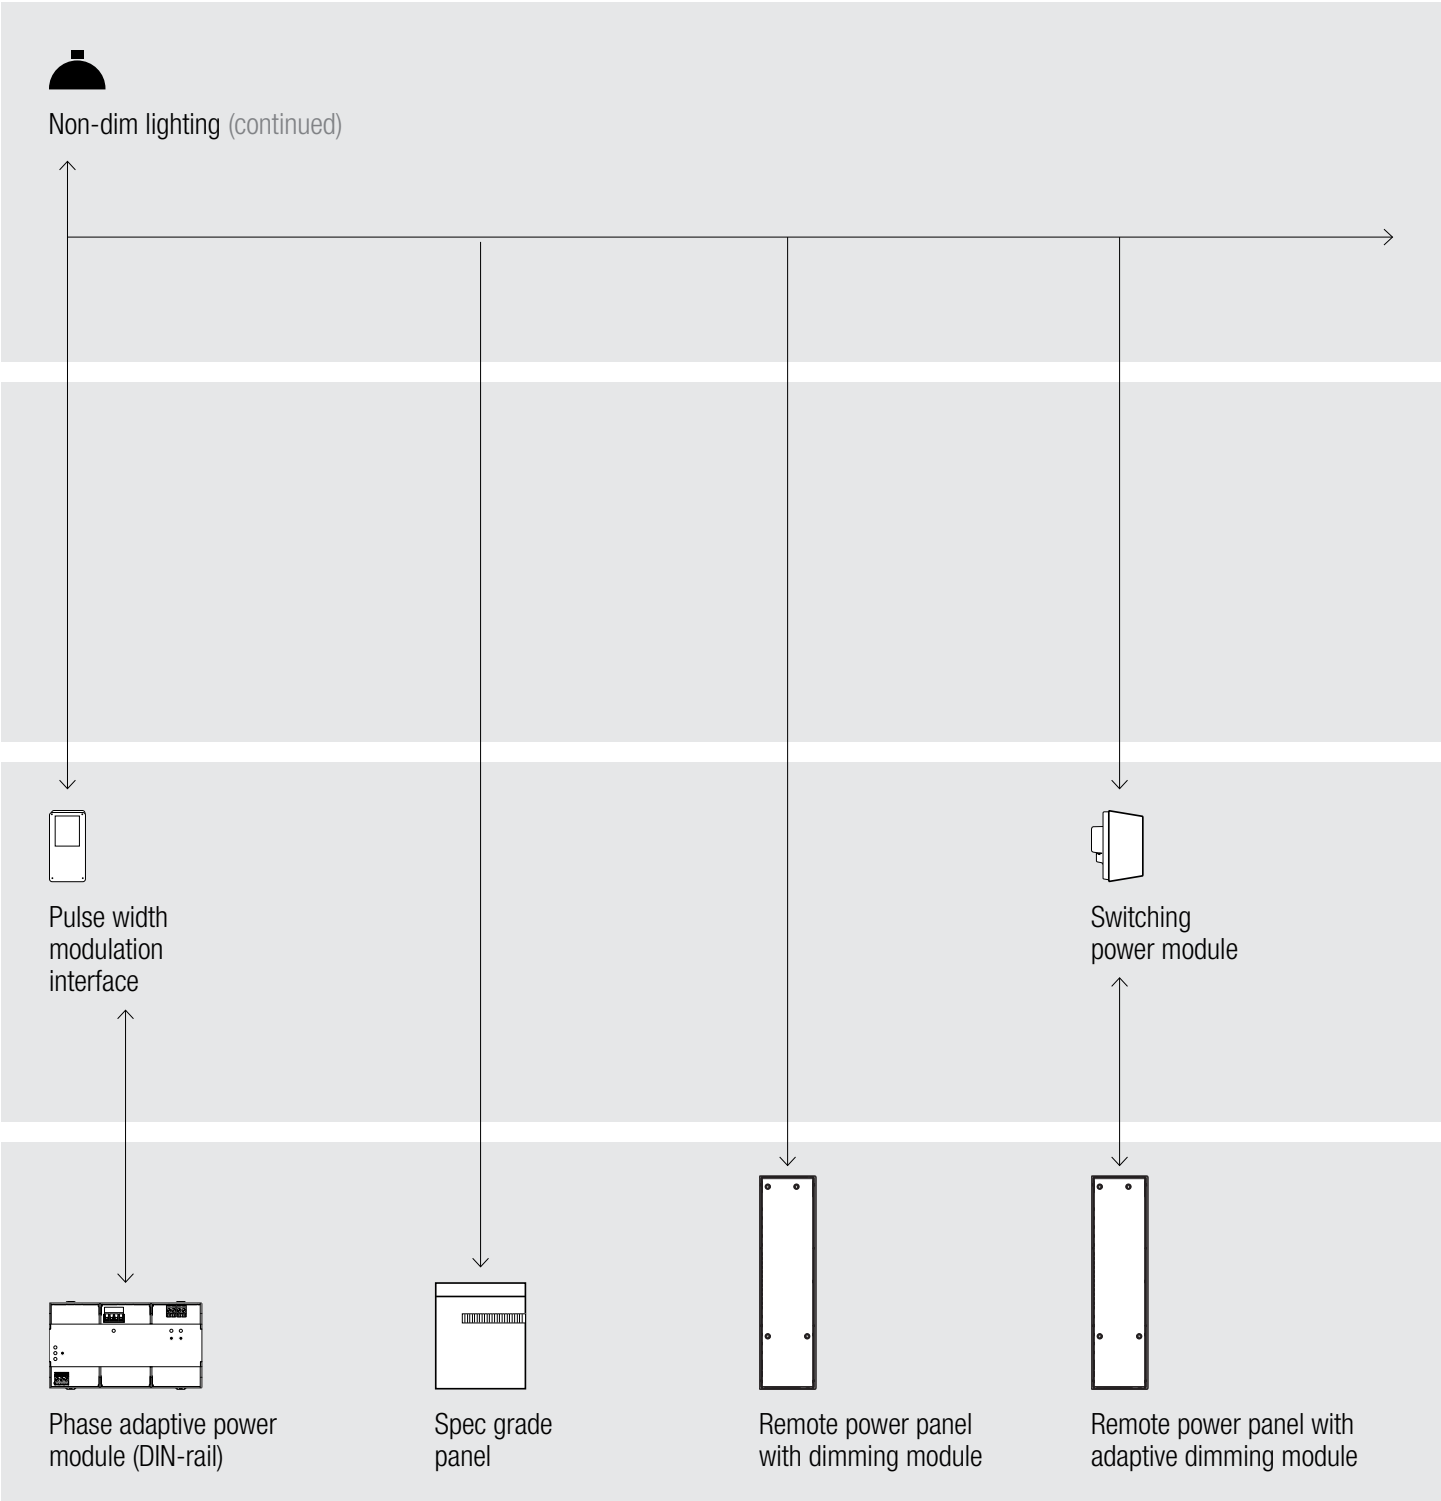 Non-dim lighting (continued)
Pulse width
modulation
interface
Switching
power module
Phase adaptive power
module (DIN-rail)
Spec grade
panel
Remote power panel
with dimming module
Remote power panel with
adaptive dimming module